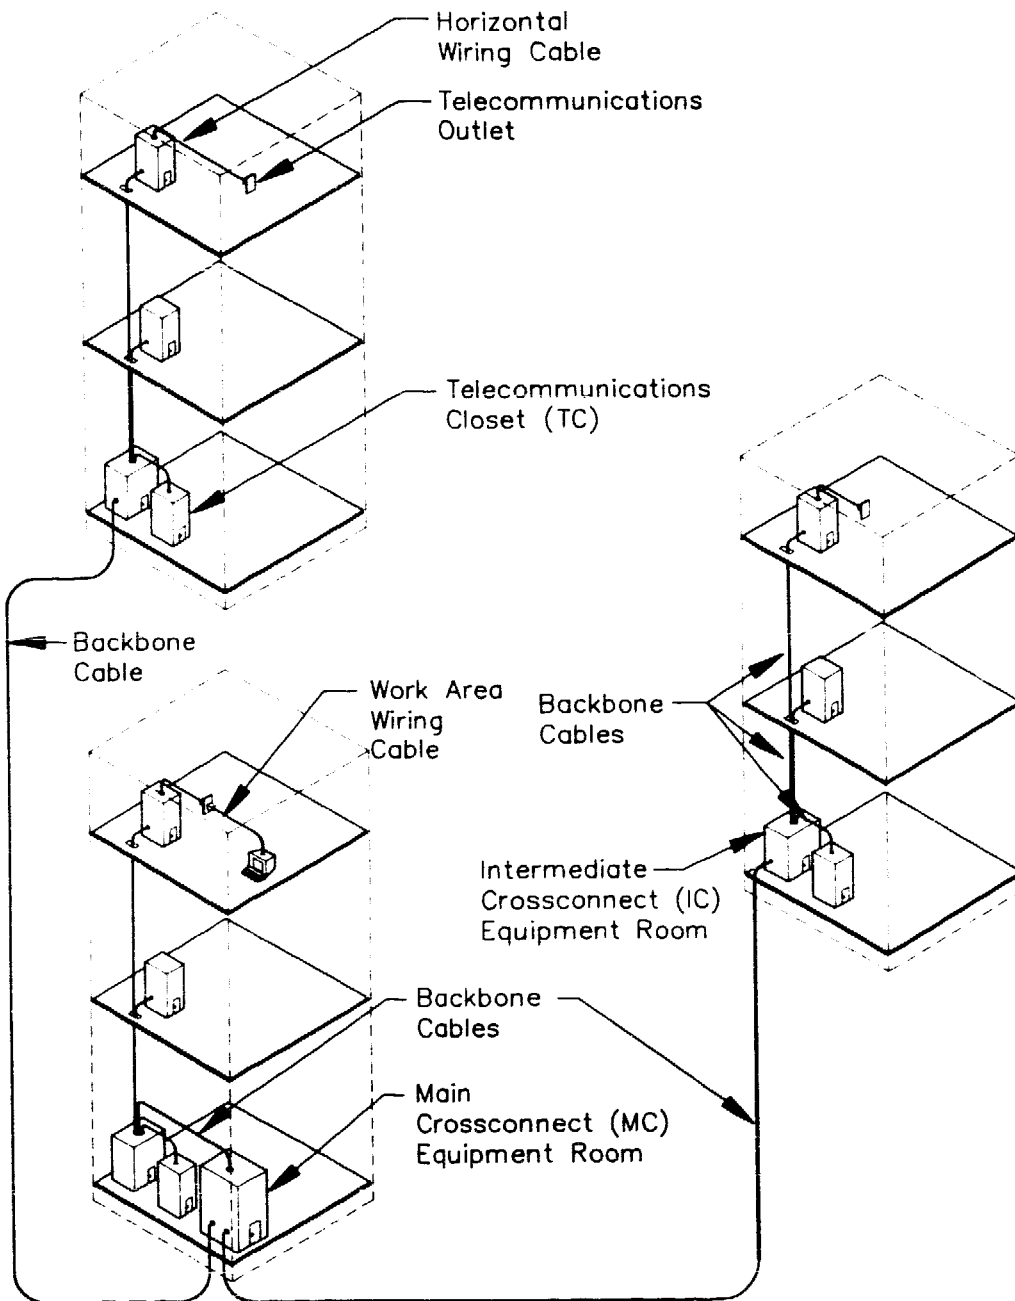 Horizontal
Wiring Cable
Telecommunications
Outlet
Telecommunications
Closet (TC)
Backbone
Cable
Work Area
Wiring
Cable
Backbone
Cables
Intermediate
Crossconnect (IC)
Equipment Room
Backbone
Cables
Main
Crossconnect (MC)
Equipment Room